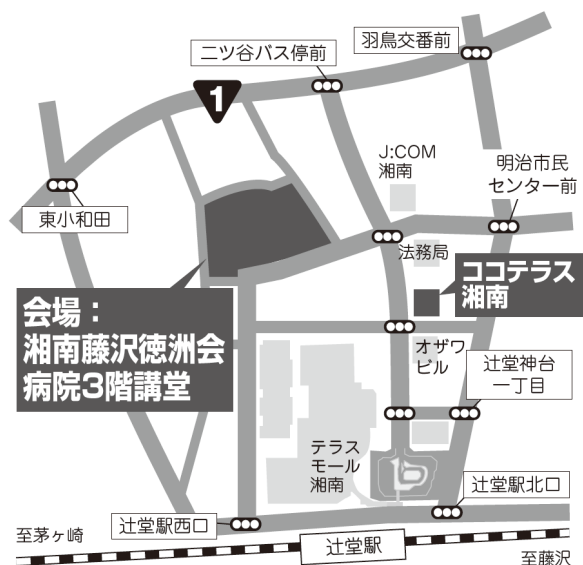 羽鳥交番前
二ツ谷バス停前
1
J:COM
湘南
明治市民
センター前
東小和田
法務局
ココテラス
湘南
会場：
湘南藤沢徳洲会
病院3階講堂
オザワ
ビル
辻堂神台
一丁目
テラス
モール
湘南
辻堂駅北口
辻堂駅西口
至茅ヶ崎
辻堂駅
至藤沢